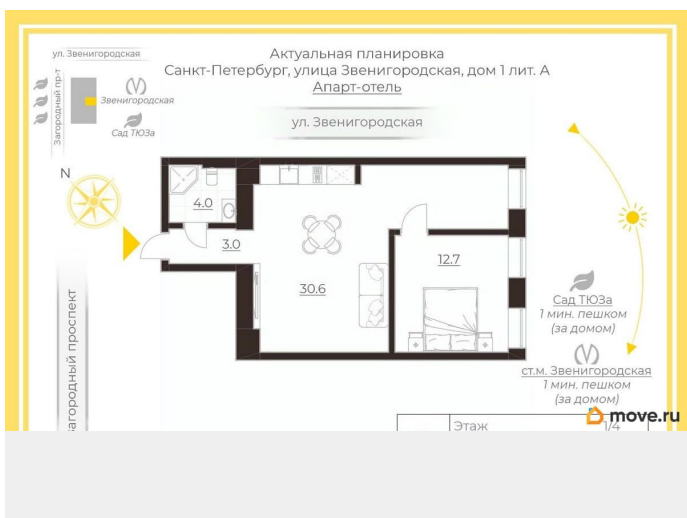 ул. Звенигородская
Загородный пр-т
Звенигородская
Сад ТЮЗа
Актуальная планировка
Санкт-Петербург, улица Звенигородская, дом 1 лит. А
Апарт-отель
ул. Звенигородская
N
4.0
3.0
30.6
12.7
агородный проспект
Сад ТЮЗа
1 мин. пешком
(за домом)
ст.м. Звенигородская
1 мин. пешком
(за домом)
Этаж
1/4
move.ru